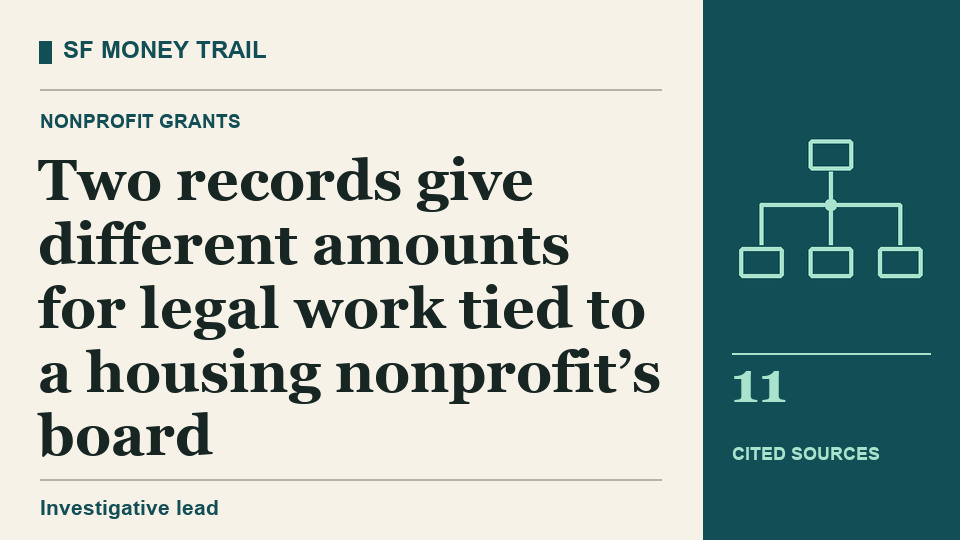 SF MONEY TRAIL
NONPROFIT GRANTS
Two records give
different amounts
for legal work tied to
a housing nonprofit’s
board
Investigative lead
11
CITED SOURCES